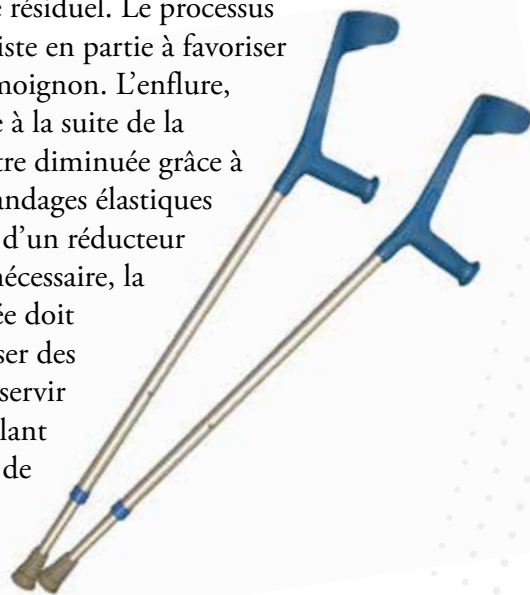 résiduel. Le processus
iste en partie à favoriser
moignon. L’enflure,
à la suite de la
tre diminuée grâce à
andages élastiques
d’un réducteur
nécessaire, la
ée doit
ser des
servir
lant
de